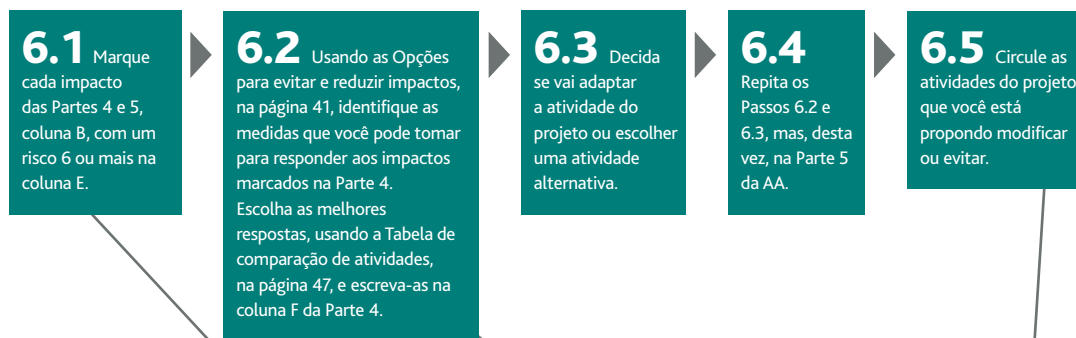 6.1 Marque
cada impacto
das Partes 4 e 5,
coluna B, com um
risco 6 ou mais na
coluna E.
6.2 Usando as Opções
para evitar e reduzir impactos,
na página 41, identifique as
medidas que você pode tomar
para responder aos impactos
marcados na Parte 4.
Escolha as melhores
respostas, usando a Tabela de
comparação de atividades,
na página 47, e escreva-as na
coluna F da Parte 4.
6.3 Decida
se vai adaptar
a atividade do
projeto ou escolher
uma atividade
alternativa.
6.4
Repita os
Passos 6.2 e
6.3, mas, desta
vez, na Parte 5
da AA.
6.5 Circule as
atividades do projeto
que você está
propondo modificar
ou evitar.